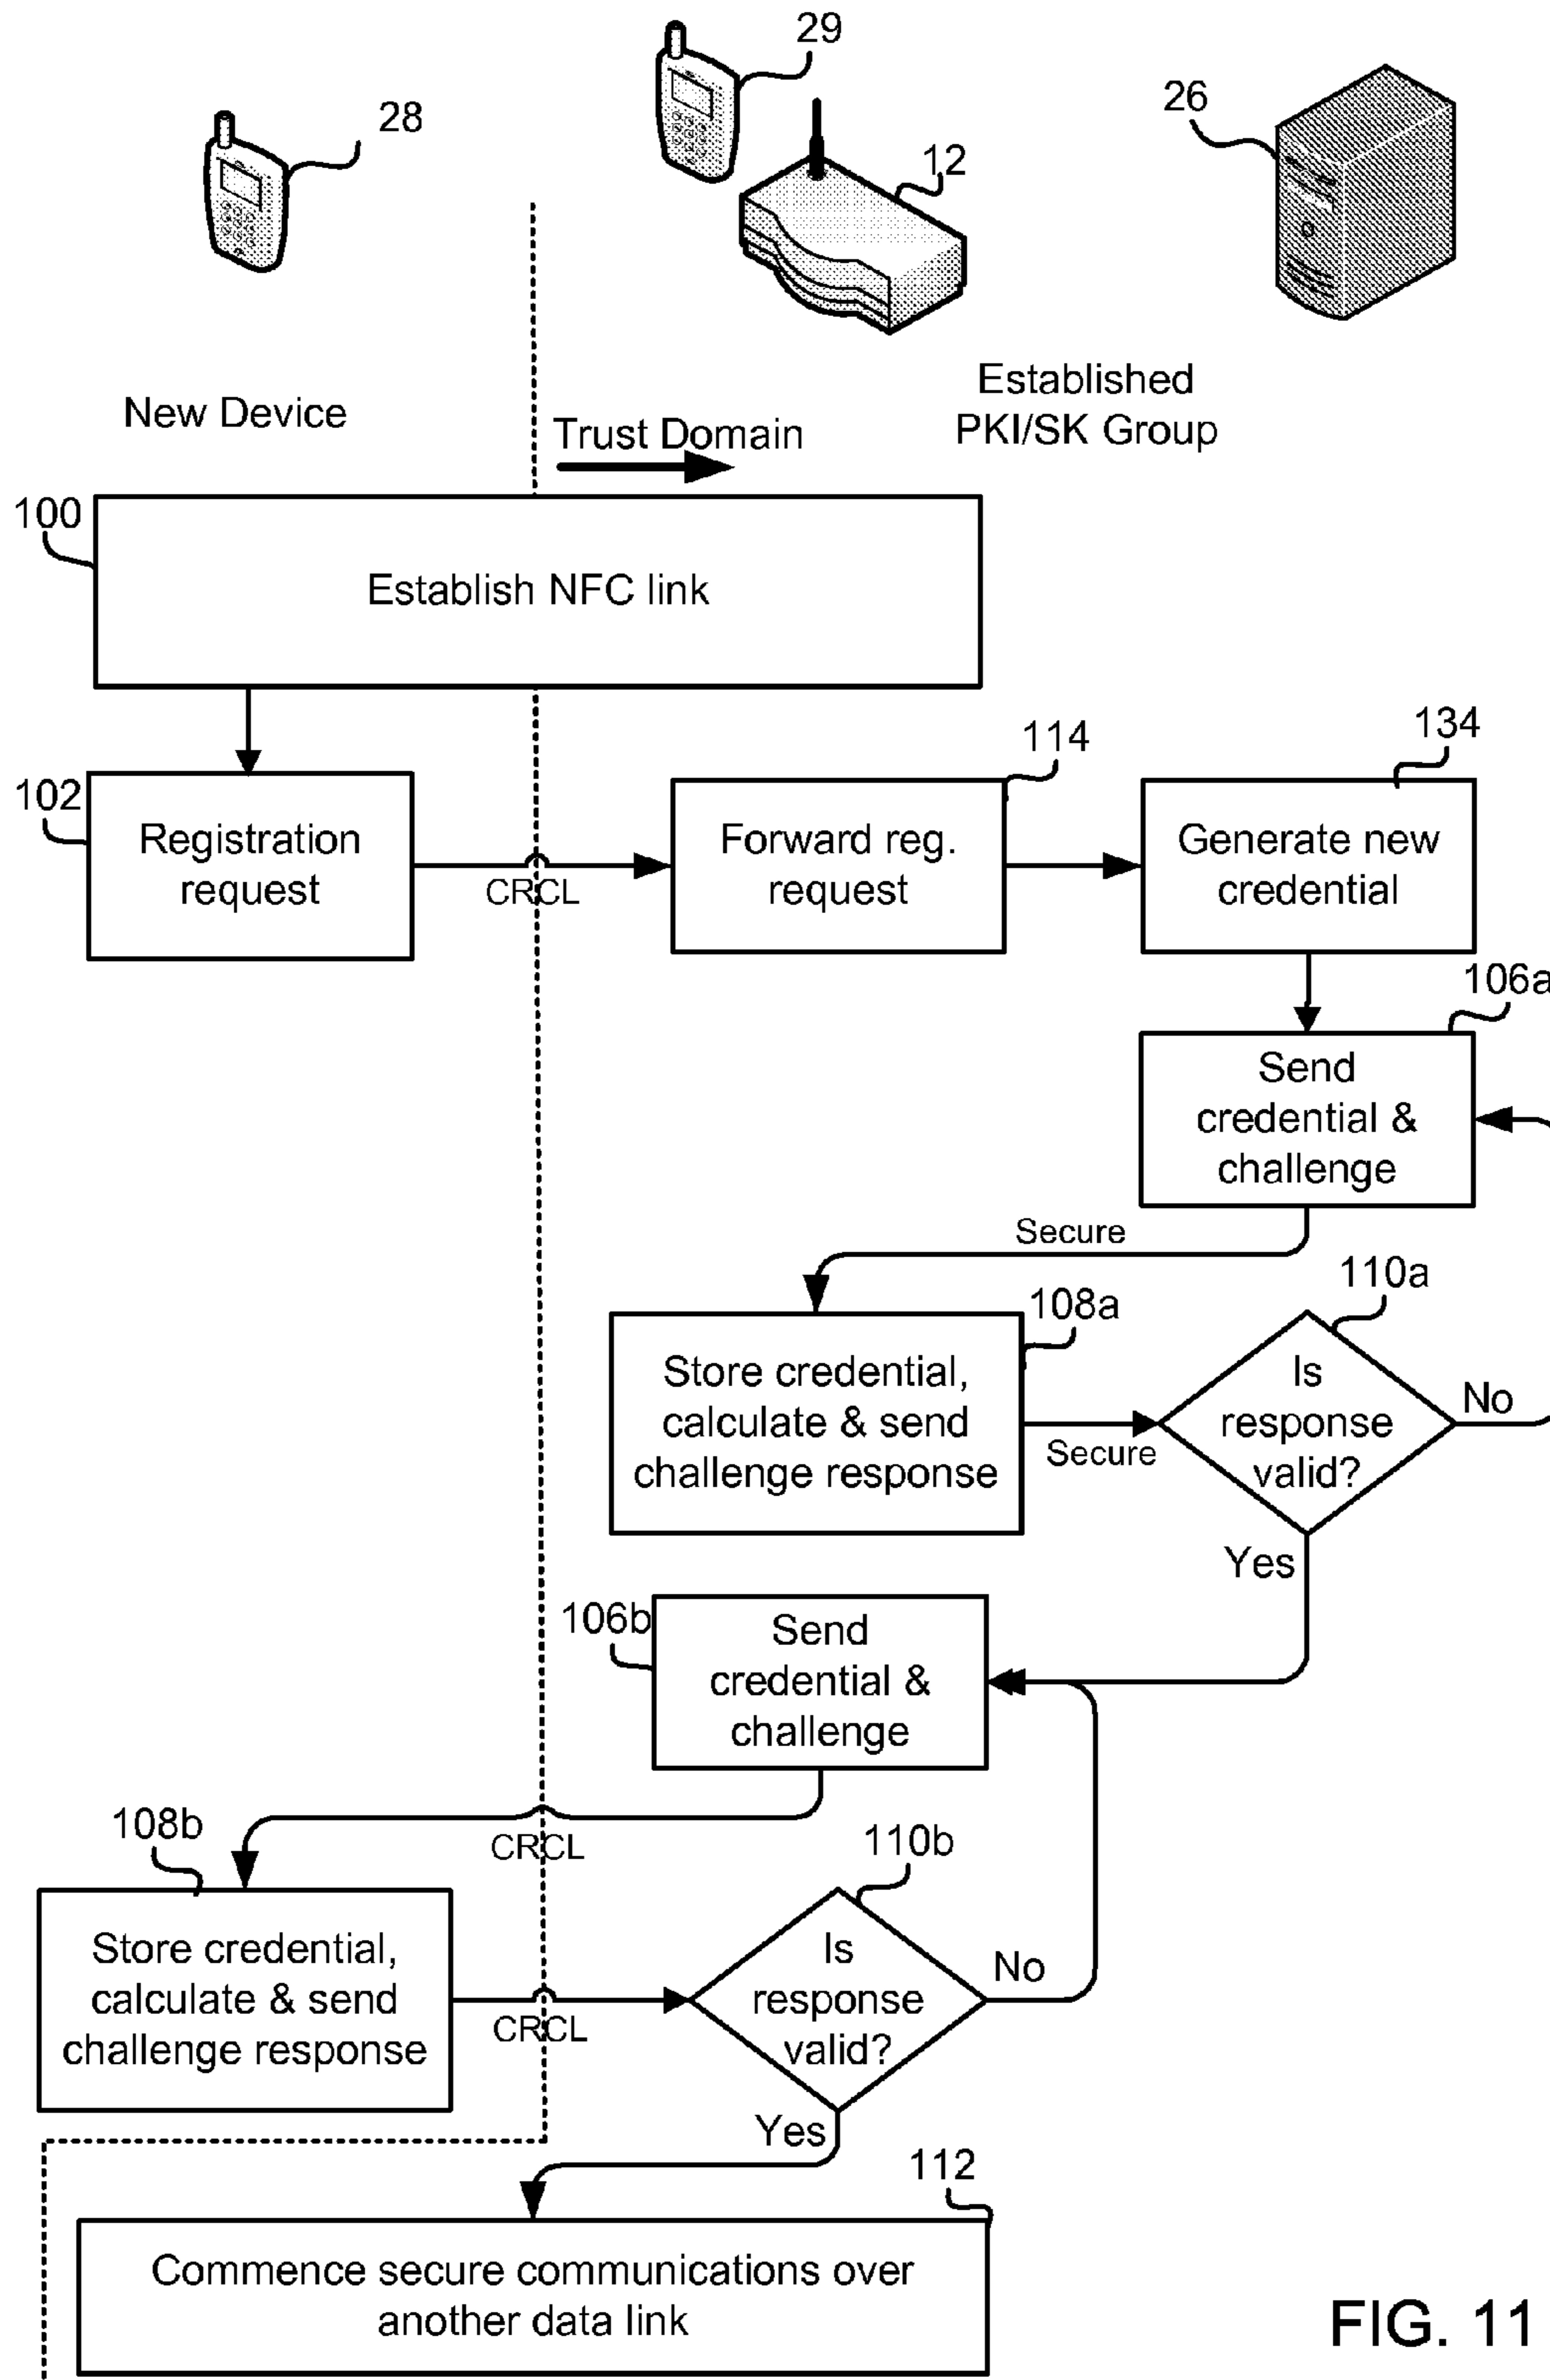 29
28
26
12
New Device
Trust Domain
Established
PKI/SK Group
100
Establish NFC link
102
Registration
request
CRCL
114
Forward reg.
request
134
Generate new
credential
106a
Send
credential &
challenge
Secure
108a
Store credential,
calculate & send
challenge response
Secure
110a
Is
response
valid?
No
Yes
106b
Send
credential &
challenge
CRCL
108b
Store credential,
calculate & send
challenge response
CRCL
110b
Is
response
valid?
No
Yes
112
Commence secure communications over
another data link
FIG. 11